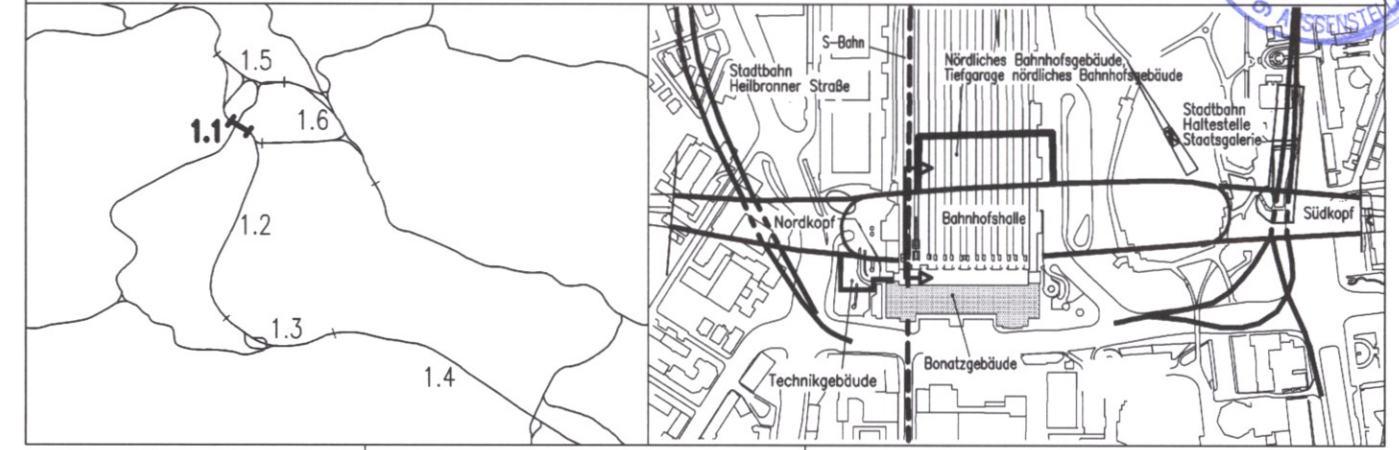 1.5
1.6
1.1
1.2
1.3
1.4
S-Bahn
Nördliches Bahnhofsgebäude,
Tiefgarage nördliches Bahnhofsgebäude
Stadtbahn
Heilbronner Straße
Stadtbahn
Haltestelle
Staatsgalerie
Nordkopf
Bahnhofshalle
Südkopf
Technikgebäude
Bonatzgebäude